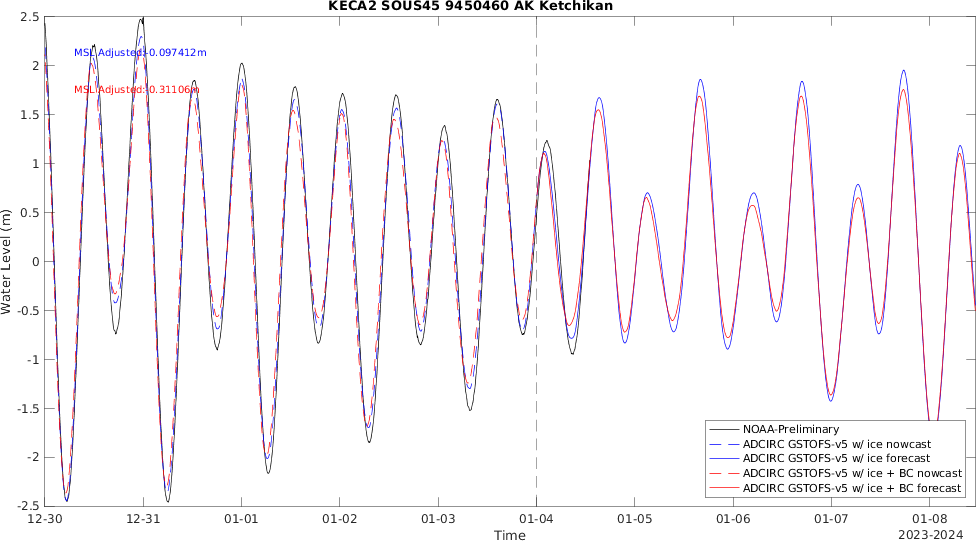 KECA2 SOUS45 9450460 AK Ketchikan
MSL Adjusted:-0.097412m
MSL Adjusted:-0.31106m
Water Level (m)
2.5
2
1.5
1
0.5
0
-0.5
-1
-1.5
-2
-2.5
NOAA-Preliminary
ADCIRC GSTOFS-v5 w/ ice nowcast
ADCIRC GSTOFS-v5 w/ ice forecast
ADCIRC GSTOFS-v5 w/ ice + BC nowcast
ADCIRC GSTOFS-v5 w/ ice + BC forecast
12-30 12-31 01-01 01-02 01-03 01-04 01-05 01-06 01-07 01-08
Time
2023-2024